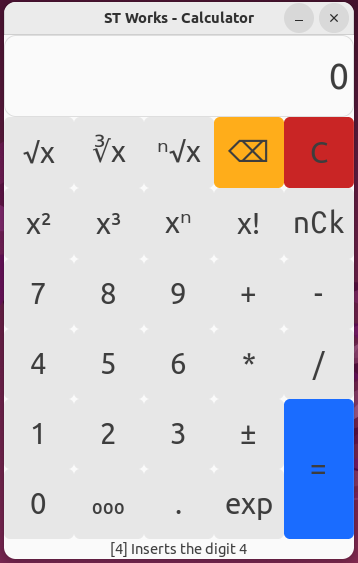 ST Works - Calculator
0
√x ∛x ⁿ√x ⌫ C
x² x³ xⁿ x! nCk
7 8 9 + -
4 5 6 * /
1 2 3 ±
=
0 ooo . exp
[4] Inserts the digit 4